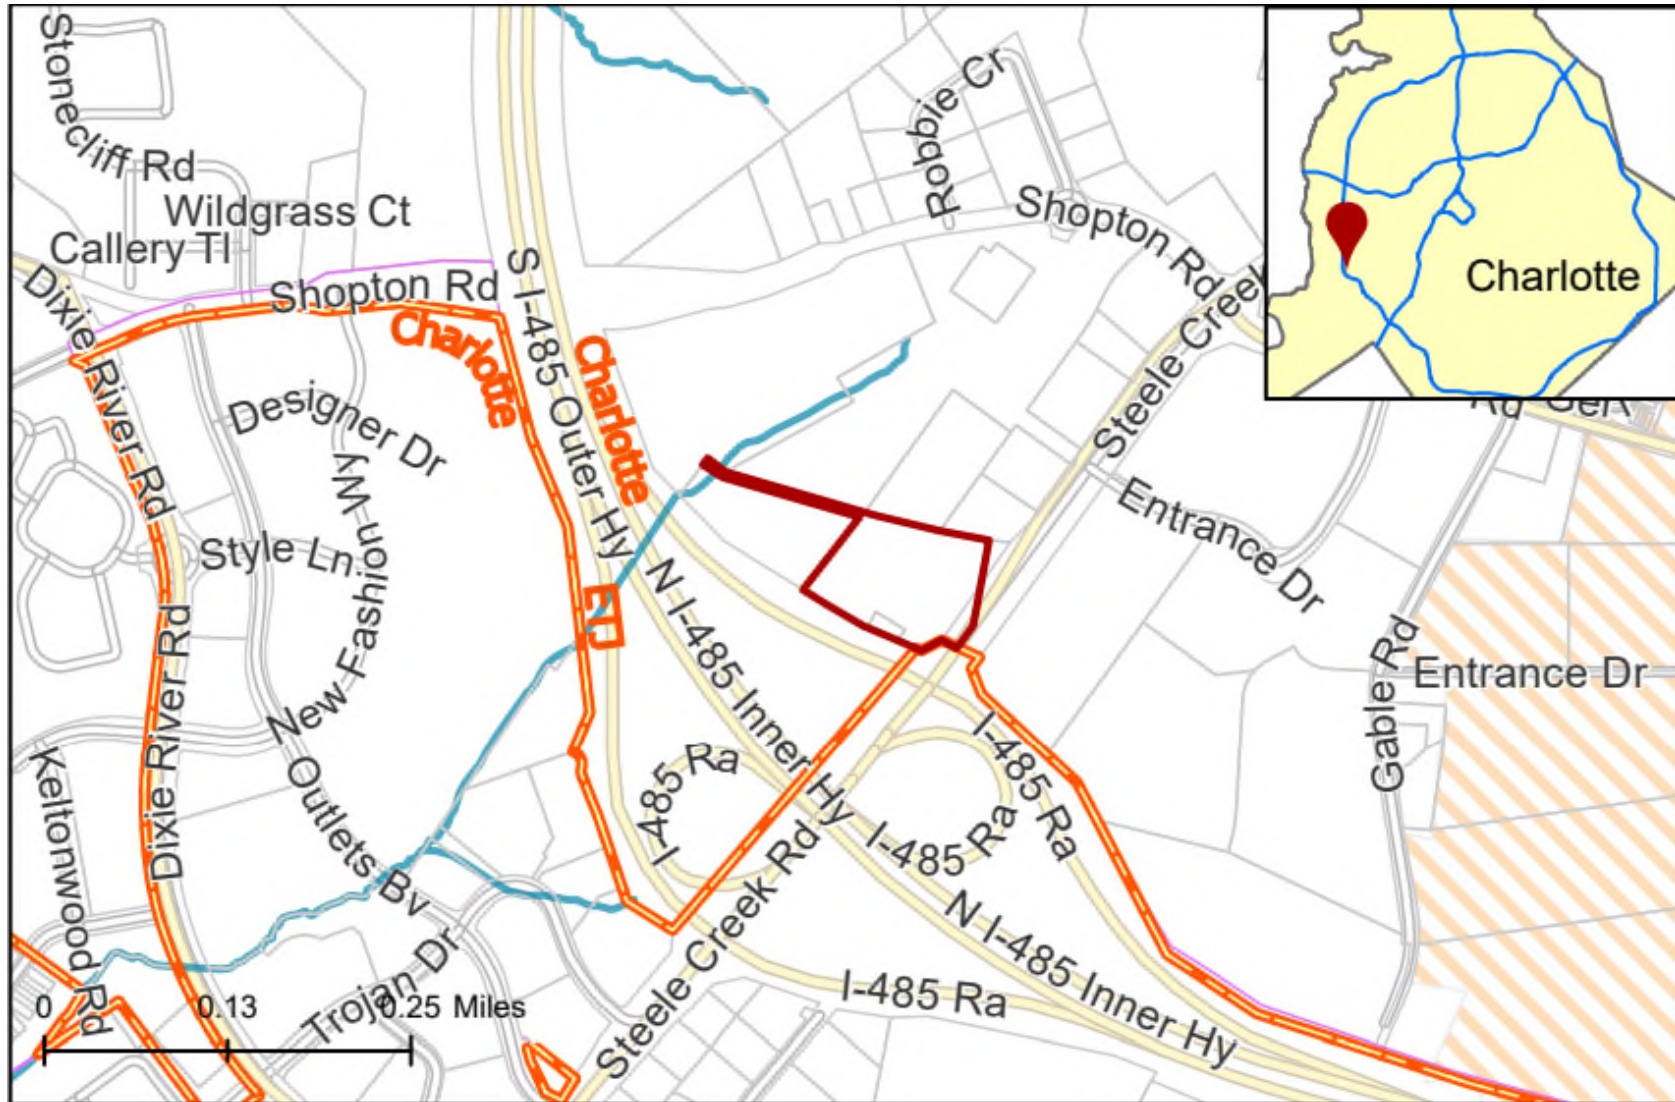 Stonecliff Rd
Wildgrass Ct
Callery Tl
Dixie River Rd
Shopton Rd
Charlotte
S I-485 Outer Hy
Charlotte
Robbie Cr
Shopton Rd
Steele Creek
Charlotte
Rd
Designer Dr
Style Ln
New Fashion Wy
ETJ
N I-485 Inner Hy
Entrance Dr
Gable Rd
Entrance Dr
Dixie River Rd
Keltonwood Rd
Outlets Bv
Trojan Dr
I-485 Ra
I-485 Ra
I-485 Ra
Steele Creek Rd
I-485 Ra
N I-485 Inner Hy
0 0.13 0.25 Miles